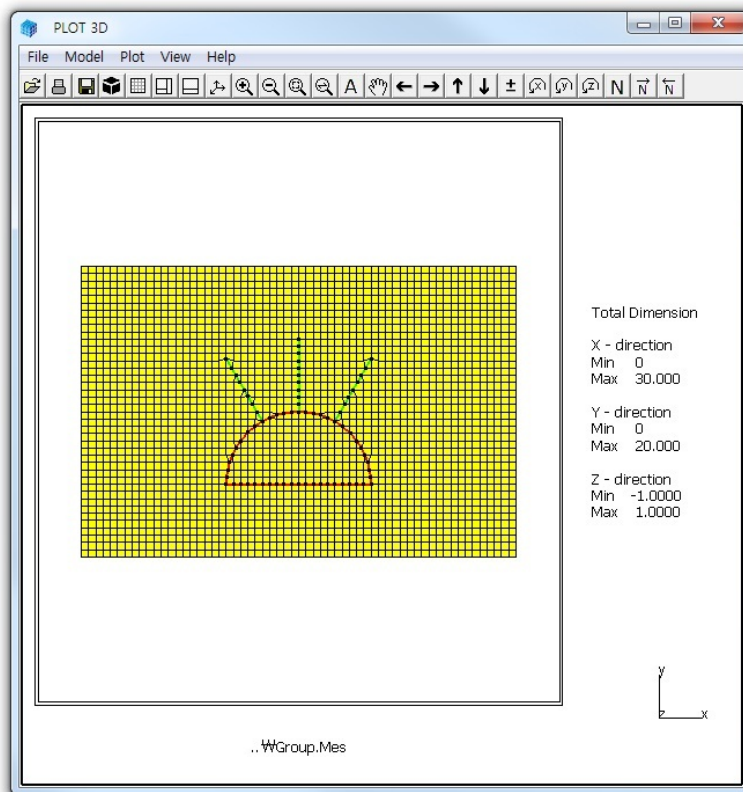 PLOT 3D
File Model Plot View Help
A ± x y z N N N
Total Dimension
X - direction
Min 0
Max 30.000
Y - direction
Min 0
Max 20.000
Z - direction
Min -1.0000
Max 1.0000
y
z x
..₩Group.Mes